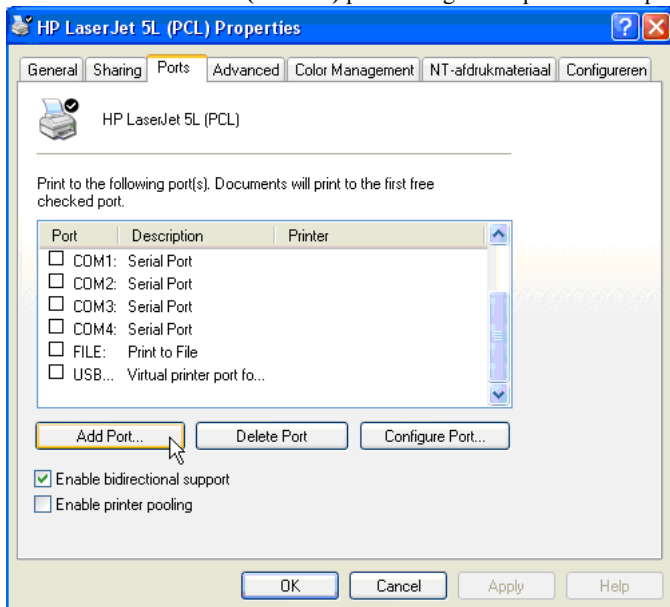 HP LaserJet 5L (PCL) Properties
General Sharing Ports Advanced Color Management NT-afdrukmateriaal Configureren
HP LaserJet 5L (PCL)
Print to the following port(s). Documents will print to the first free
checked port.
Port Description Printer
COM1: Serial Port
COM2: Serial Port
COM3: Serial Port
COM4: Serial Port
FILE: Print to File
USB... Virtual printer port fo...
Add Port... Delete Port Configure Port...
Enable bidirectional support
Enable printer pooling
OK Cancel Apply Help